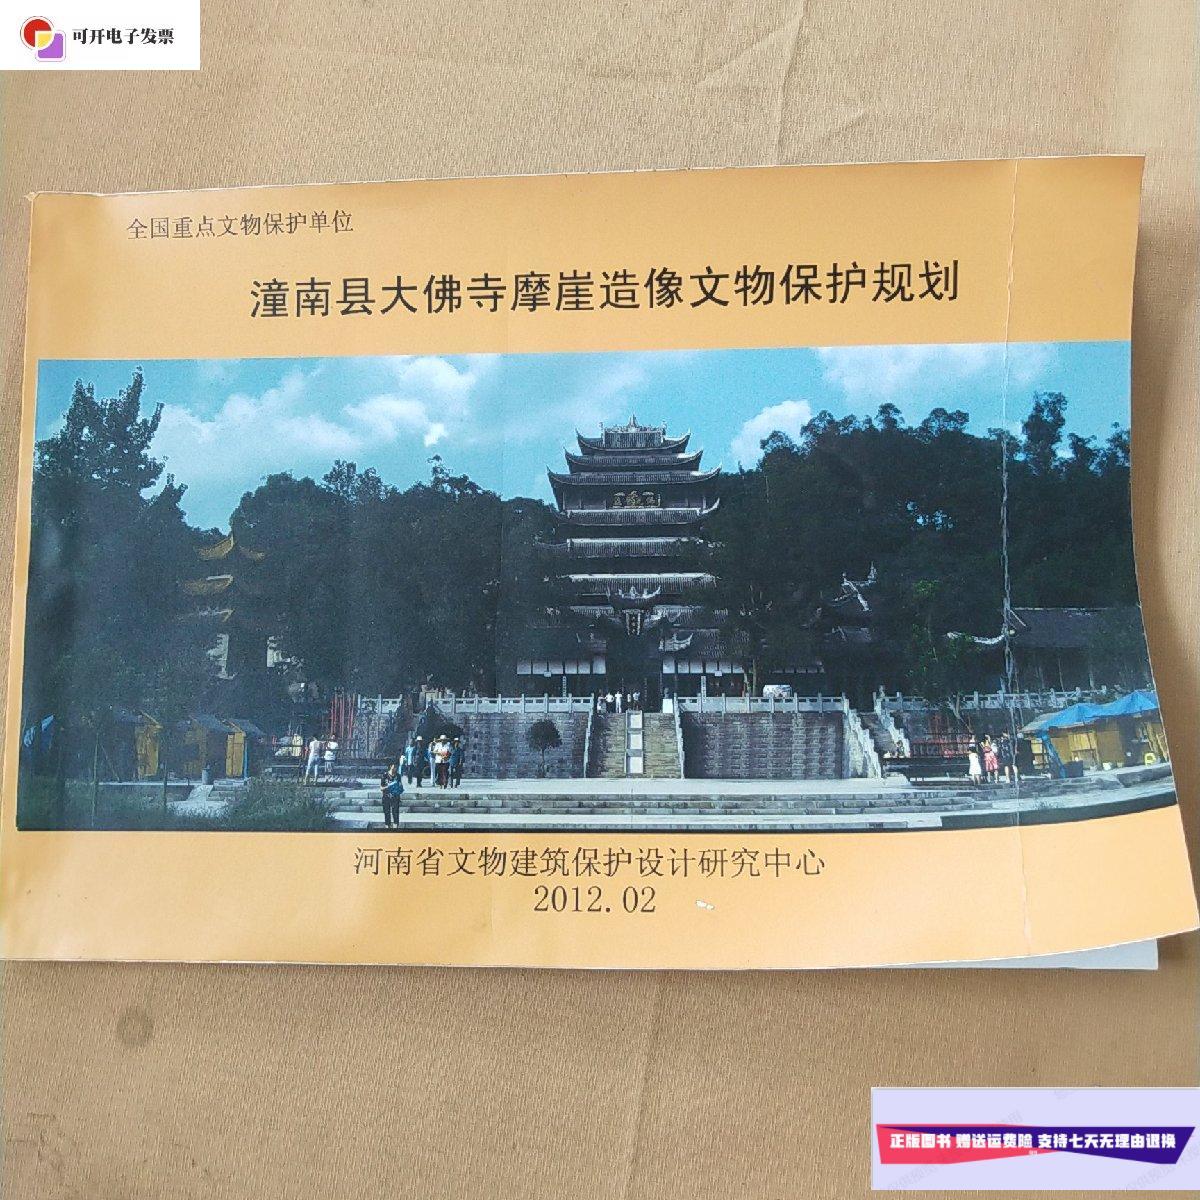 可开电子发票
全国重点文物保护单位
潼南县大佛寺摩崖造像文物保护规划
河南省文物建筑保护设计研究中心
2012.02
正版图书 赠送运费险 支持七天无理由退换